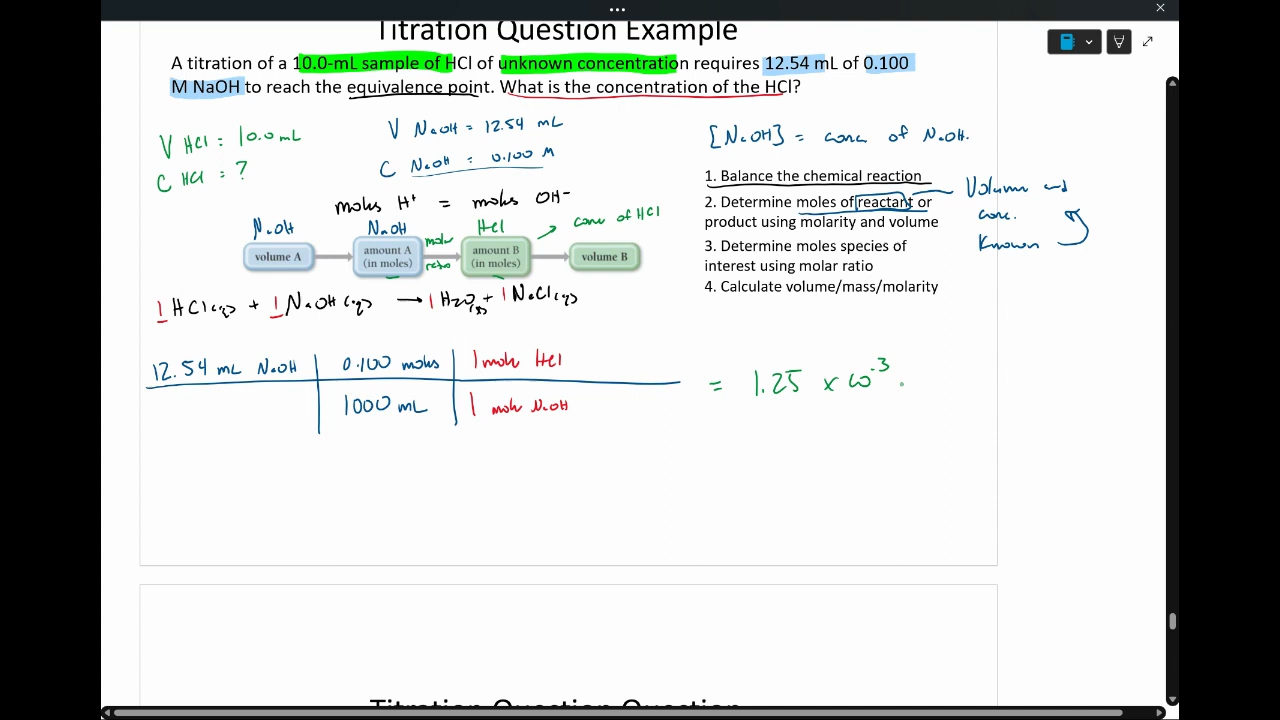 Titration Question Example
A titration of a 10.0-mL sample of HCl of unknown concentration requires 12.54 mL of 0.100
M NaOH to reach the equivalence point. What is the concentration of the HCl?
V HCl = 10.0 mL
C HCl = ?
V NaOH = 12.54 mL
C NaOH = 0.100 M
[NaOH] = conc of NaOH.
1. Balance the chemical reaction
2. Determine moles of reactant or
product using molarity and volume
3. Determine moles species of
interest using molar ratio
4. Calculate volume/mass/molarity
Volume and
conc.
Known
moles H+ = moles OH-
NaOH
NaOH
HCl
conc of HCl
volume A
amount A
(in moles)
molar
ratio
amount B
(in moles)
volume B
1 HCl(aq) + 1 NaOH(aq) → 1 H2O + 1 NaCl(aq)
12.54 mL NaOH | 0.100 moles | 1 mole HCl
1000 mL | 1 mole NaOH
= 1.25 x 10-3
Titration Question Question